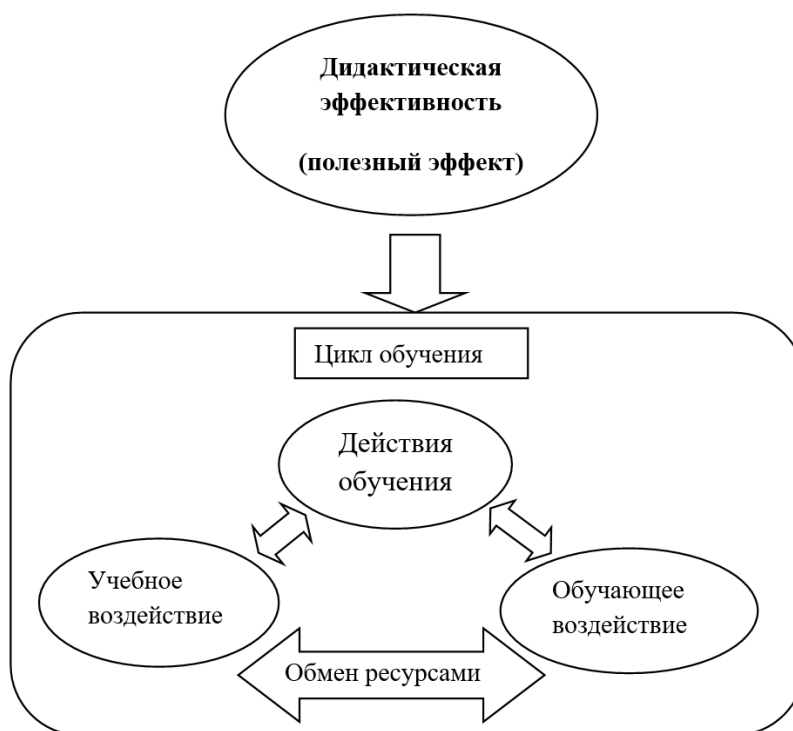 Дидактическая
эффективность
(полезный эффект)
Цикл обучения
Действия
обучения
Учебное
воздействие
Обучающее
воздействие
Обмен ресурсами